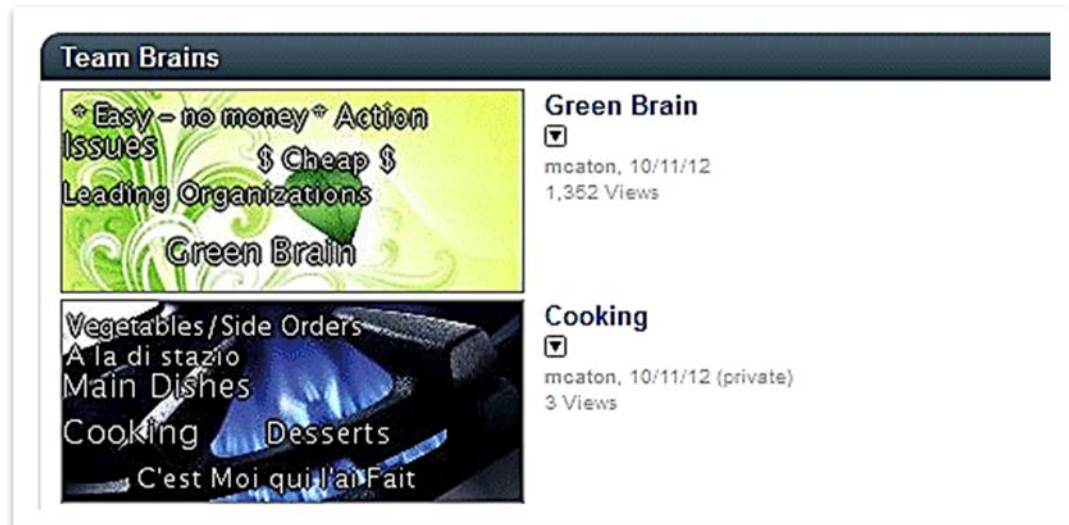 Team Brains
* Easy – no money * Action
Issues
$ Cheap $
Leading Organizations
Green Brain
Green Brain
mcaton, 10/11/12
1,352 Views
Vegetables/Side Orders
A la di stazio
Main Dishes
Cooking Desserts
C'est Moi qui l'ai Fait
Cooking
mcaton, 10/11/12 (private)
3 Views